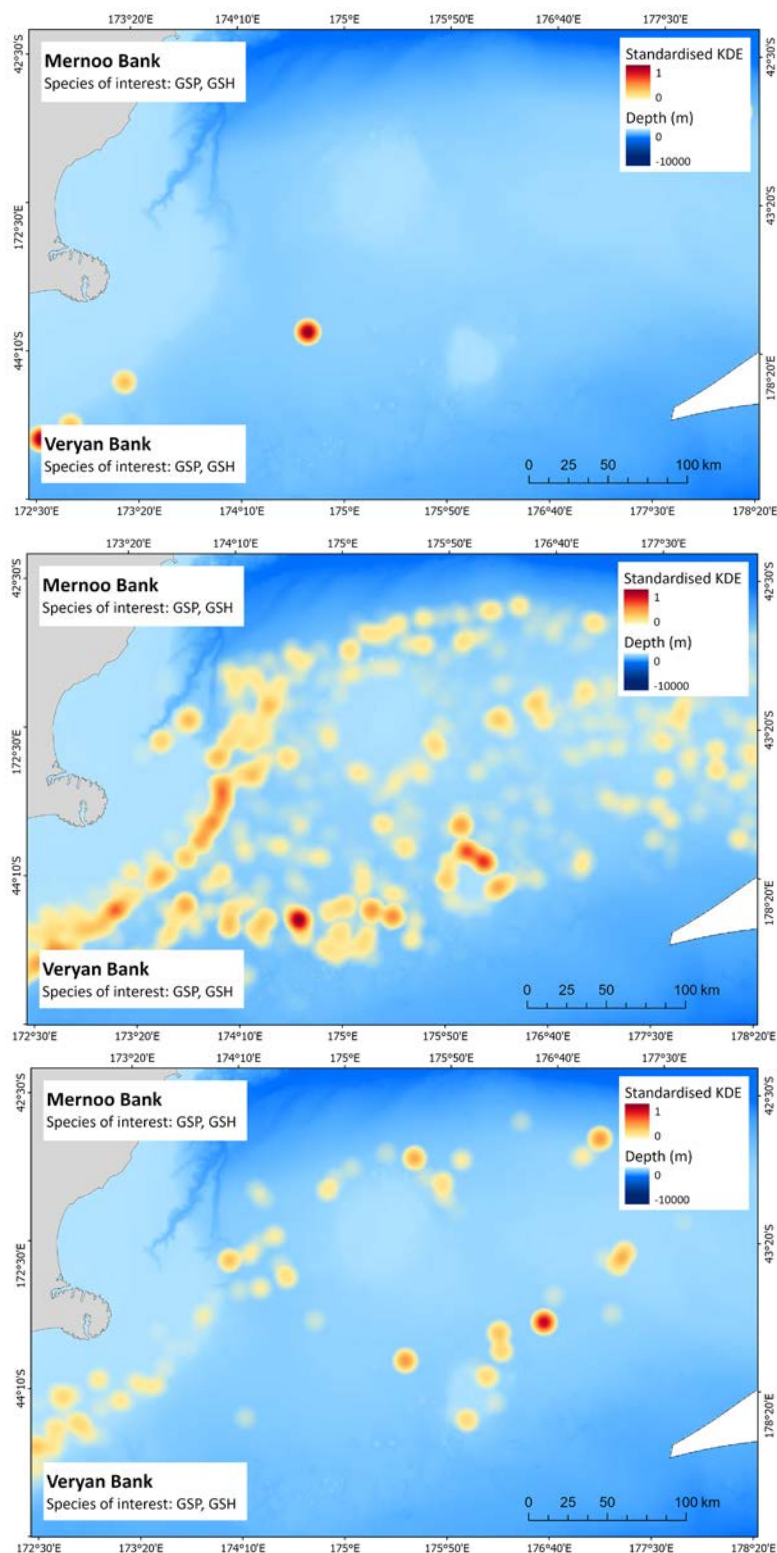 173°20'E 174°10'E 175°E 175°50'E 176°40'E 177°30'E
42°30'S
Mernoo Bank
Species of interest: GSP, GSH
Standardised KDE
1
0
Depth (m)
0
-10000
42°30'S
172°30'E
43°20'S
44°10'S
178°20'E
Veryan Bank
Species of interest: GSP, GSH
0 25 50 100 km
172°30'E 173°20'E 174°10'E 175°E 175°50'E 176°40'E 177°30'E 178°20'E
173°20'E 174°10'E 175°E 175°50'E 176°40'E 177°30'E
42°30'S
Mernoo Bank
Species of interest: GSP, GSH
Standardised KDE
1
0
Depth (m)
0
-10000
42°30'S
172°30'E
43°20'S
44°10'S
178°20'E
Veryan Bank
Species of interest: GSP, GSH
0 25 50 100 km
172°30'E 173°20'E 174°10'E 175°E 175°50'E 176°40'E 177°30'E 178°20'E
173°20'E 174°10'E 175°E 175°50'E 176°40'E 177°30'E
42°30'S
Mernoo Bank
Species of interest: GSP, GSH
Standardised KDE
1
0
Depth (m)
0
-10000
42°30'S
172°30'E
43°20'S
44°10'S
178°20'E
Veryan Bank
Species of interest: GSP, GSH
0 25 50 100 km
172°30'E 173°20'E 174°10'E 175°E 175°50'E 176°40'E 177°30'E 178°20'E